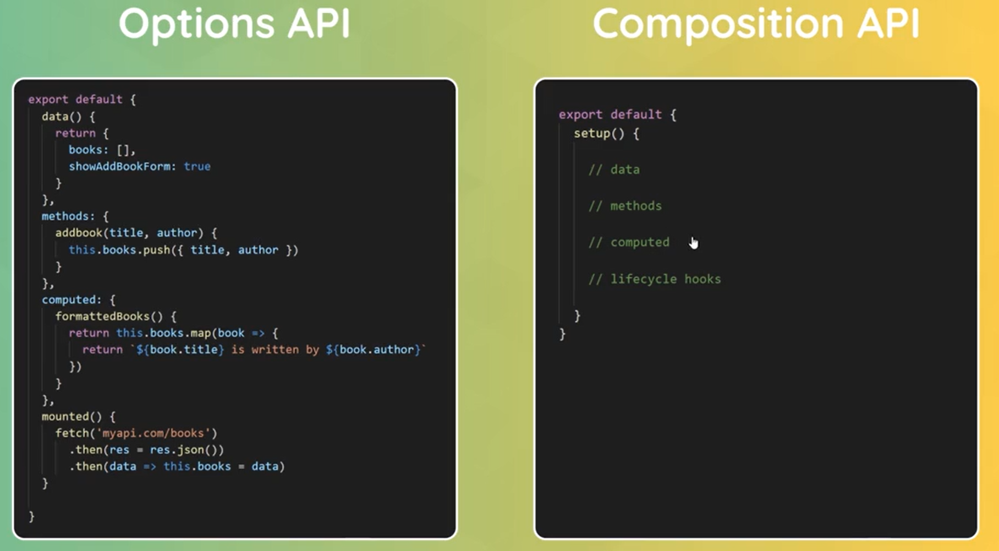 Options API
export default {
data() {
return {
books: [],
showAddBookForm: true
}
},
methods: {
addbook(title, author) {
this.books.push({ title, author })
}
},
computed: {
formattedBooks() {
return this.books.map(book => {
return `${book.title} is written by ${book.author}`
})
}
},
mounted() {
fetch('myapi.com/books')
.then(res = res.json())
.then(data => this.books = data)
}
}
Composition API
export default {
setup() {
// data
// methods
// computed
// lifecycle hooks
}
}